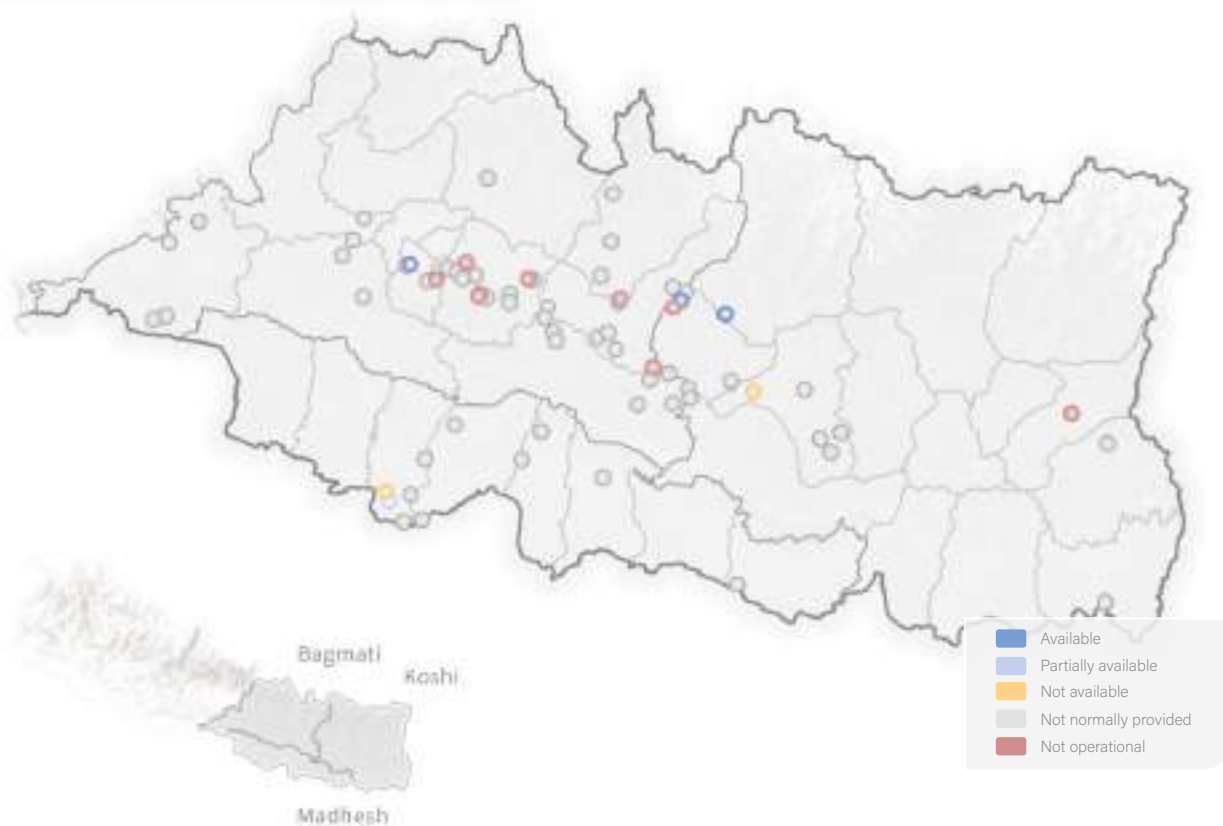 Bagmati
Koshi
Madhesh
Available
Partially available
Not available
Not normally provided
Not operational